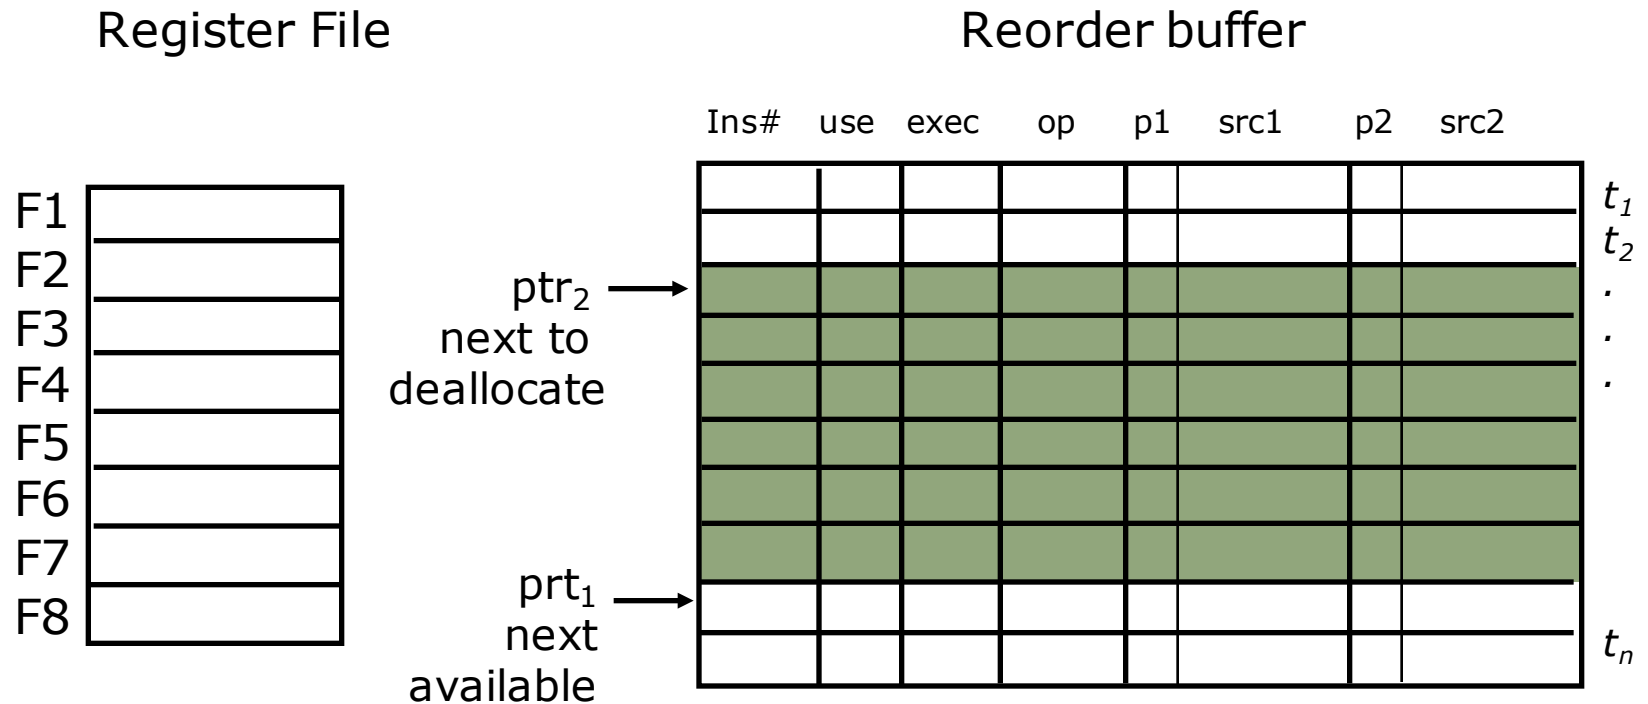 Register File
Reorder buffer
Ins# use exec op p1 src1 p2 src2
F1
F2
F3
F4
F5
F6
F7
F8
ptr₂
next to
deallocate
prt₁
next
available
t₁
t₂
.
.
.
tₙ